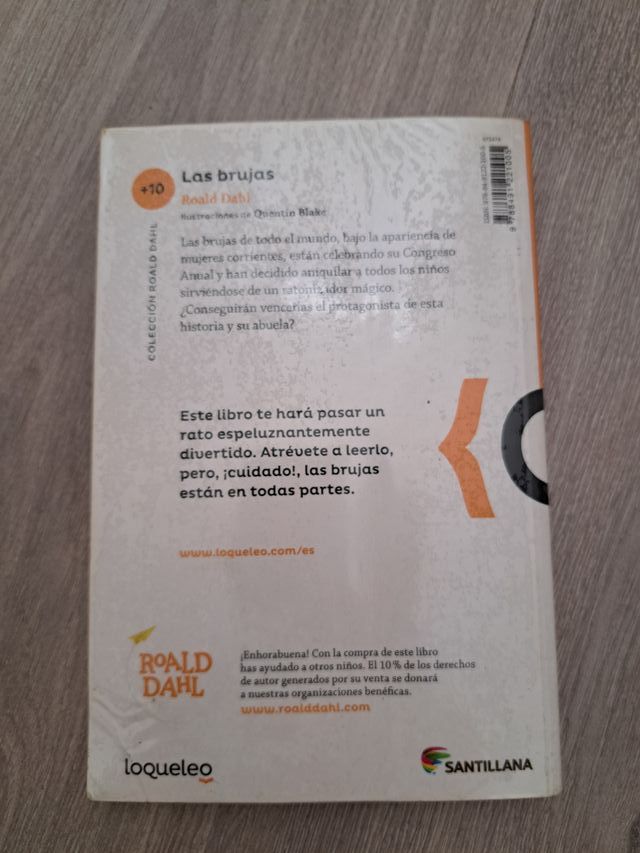 +10
Las brujas
Roald Dahl
Ilustraciones de Quentin Blake
COLECCIÓN ROALD DAHL
Las brujas de todo el mundo, bajo la apariencia de
mujeres corrientes, están celebrando su Congreso
Anual y han decidido aniquilar a todos los niños
sirviéndose de un ratonizador mágico.
¿Conseguirán vencerlas el protagonista de esta
historia y su abuela?
Este libro te hará pasar un
rato espeluznantemente
divertido. Atrévete a leerlo,
pero, ¡cuidado!, las brujas
están en todas partes.
www.loqueleo.com/es
ROALD
DAHL
¡Enhorabuena! Con la compra de este libro
has ayudado a otros niños. El 10% de los derechos
de autor generados por su venta se donará
a nuestras organizaciones benéficas.
www.roalddahl.com
loqueleo
SANTILLANA
9 788491 221005